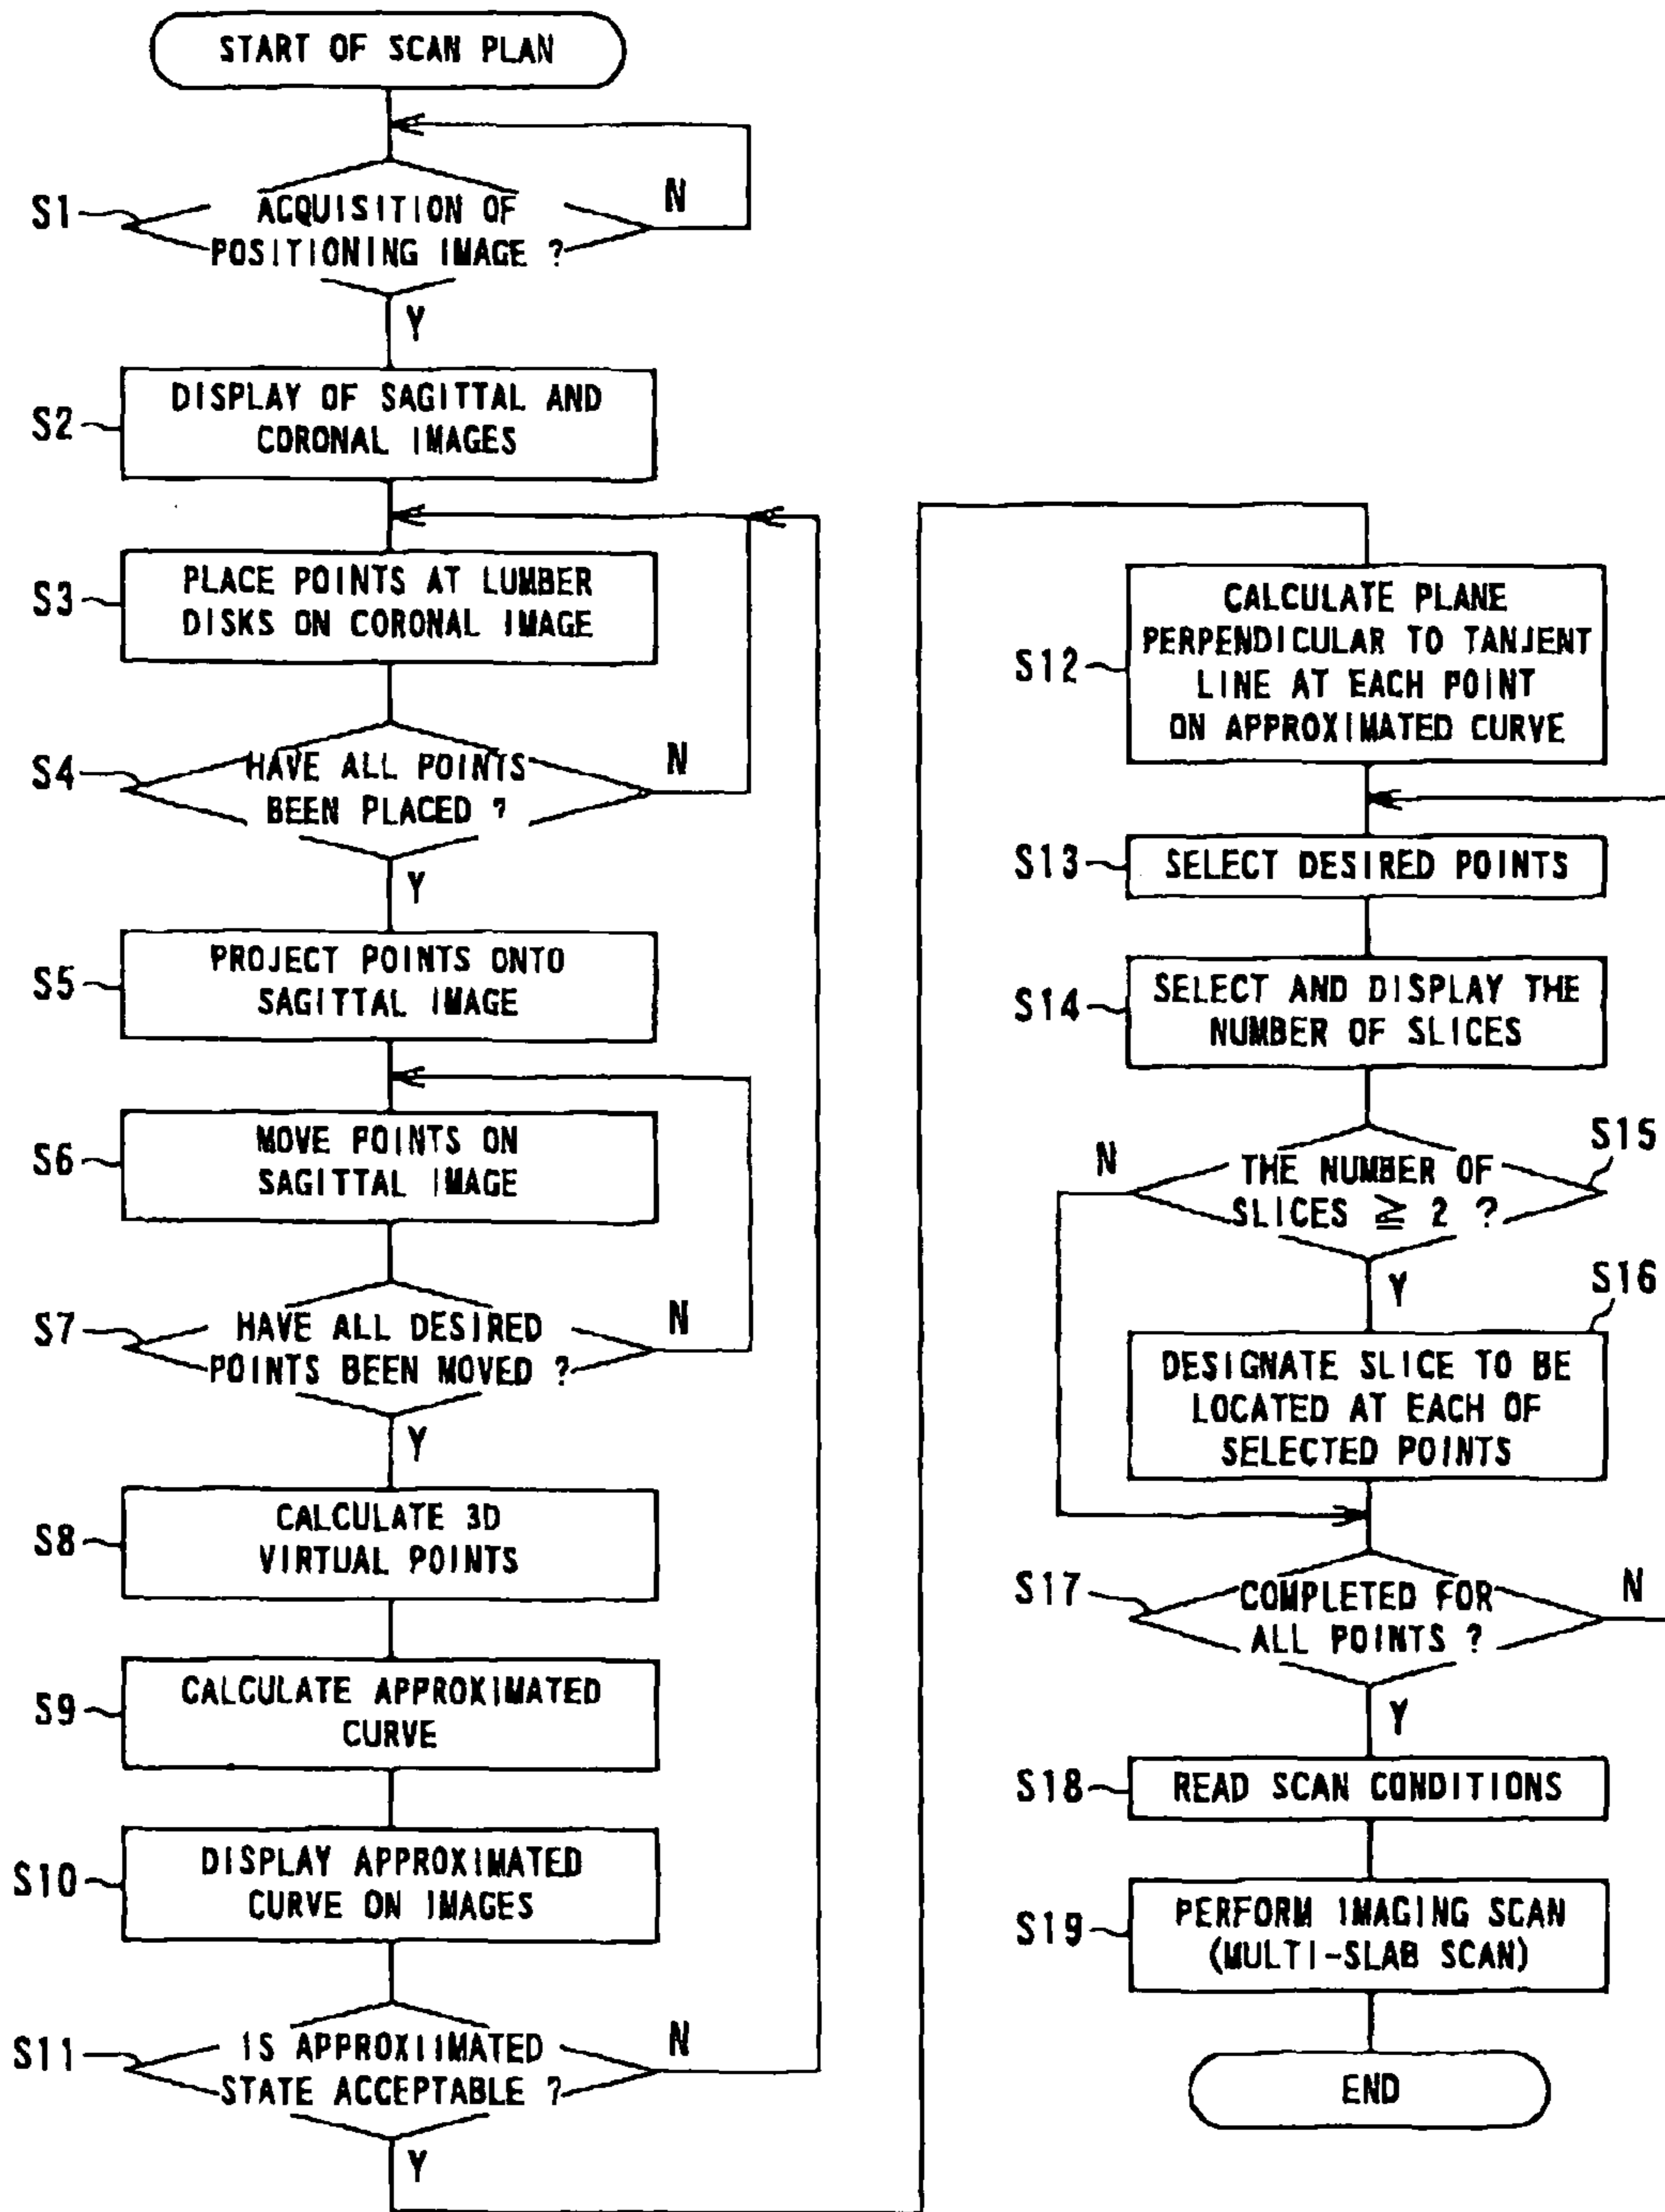 START OF SCAN PLAN
S1
ACQUISITION OF
POSITIONING IMAGE ?
N
Y
S2
DISPLAY OF SAGITTAL AND
CORONAL IMAGES
S3
PLACE POINTS AT LUMBER
DISKS ON CORONAL IMAGE
S4
HAVE ALL POINTS
BEEN PLACED ?
N
Y
S5
PROJECT POINTS ONTO
SAGITTAL IMAGE
S6
MOVE POINTS ON
SAGITTAL IMAGE
S7
HAVE ALL DESIRED
POINTS BEEN MOVED ?
N
Y
S8
CALCULATE 3D
VIRTUAL POINTS
S9
CALCULATE APPROXIMATED
CURVE
S10
DISPLAY APPROXIMATED
CURVE ON IMAGES
S11
IS APPROXIIMATED
STATE ACCEPTABLE ?
N
Y
S12
CALCULATE PLANE
PERPENDICULAR TO TANJENT
LINE AT EACH POINT
ON APPROXIMATED CURVE
S13
SELECT DESIRED POINTS
S14
SELECT AND DISPLAY THE
NUMBER OF SLICES
S15
THE NUMBER OF
SLICES ≧ 2 ?
N
Y
S16
DESIGNATE SLICE TO BE
LOCATED AT EACH OF
SELECTED POINTS
S17
COMPLETED FOR
ALL POINTS ?
N
Y
S18
READ SCAN CONDITIONS
S19
PERFORM IMAGING SCAN
(MULTI-SLAB SCAN)
END